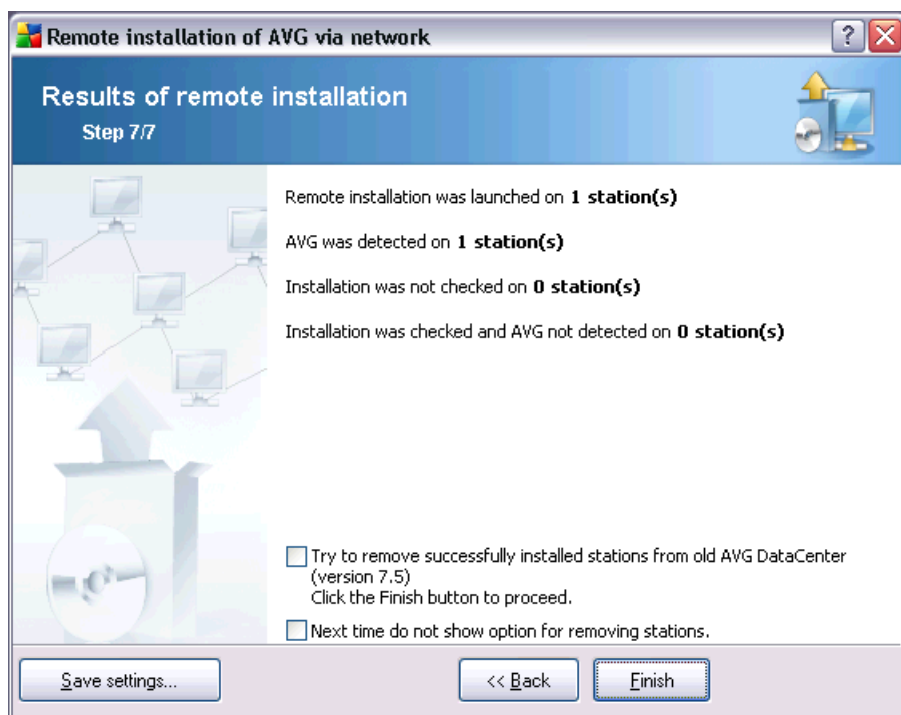 Remote installation of AVG via network
Results of remote installation
Step 7/7
Remote installation was launched on 1 station(s)
AVG was detected on 1 station(s)
Installation was not checked on 0 station(s)
Installation was checked and AVG not detected on 0 station(s)
Try to remove successfully installed stations from old AVG DataCenter
(version 7.5)
Click the Finish button to proceed.
Next time do not show option for removing stations.
Save settings...
<< Back
Finish